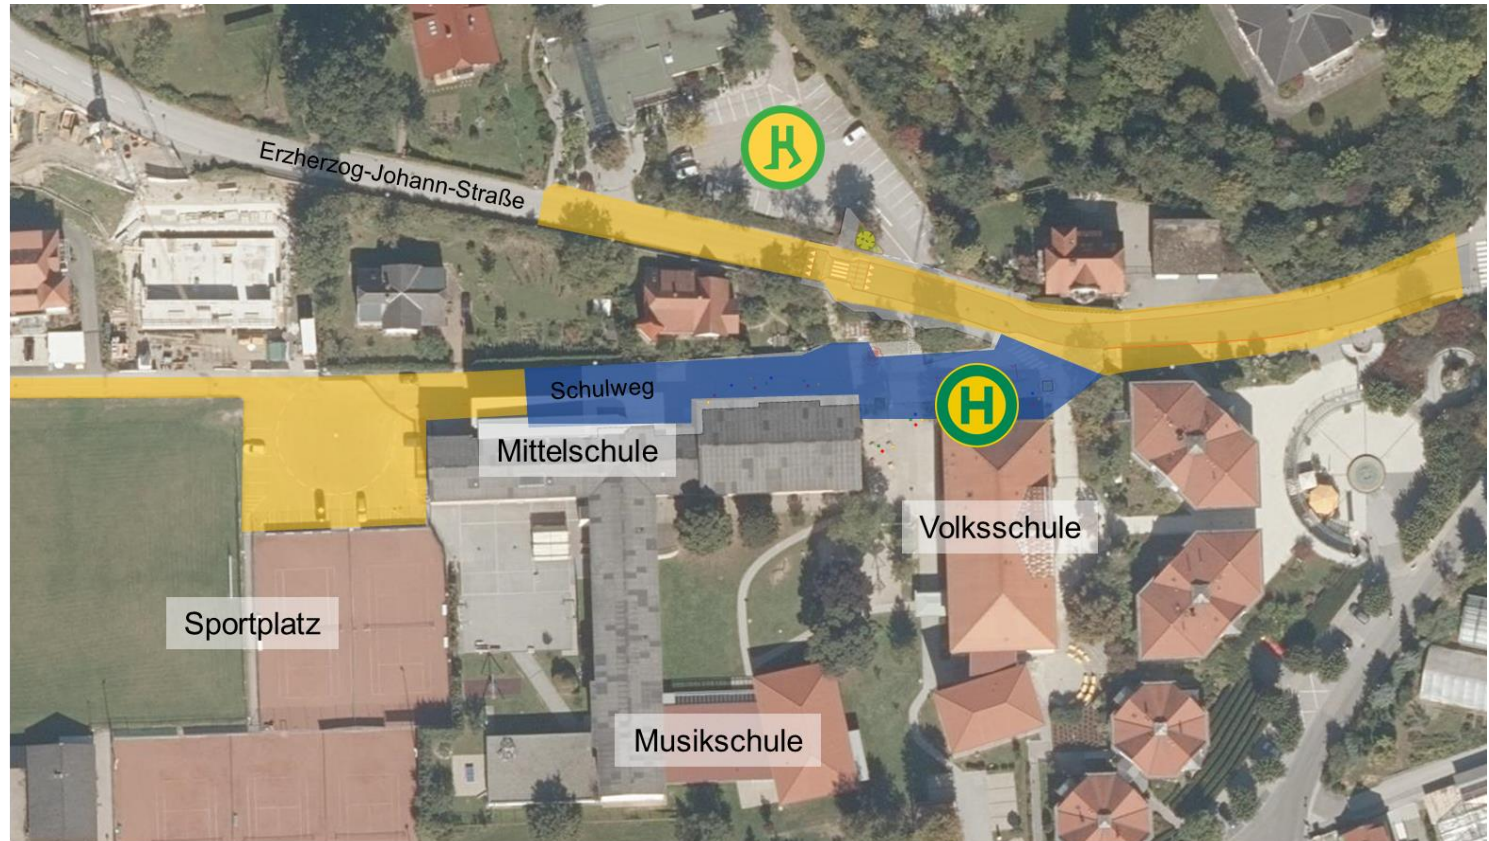 Erzherzog-Johann-Straße
Schulweg
H
Mittelschule
Volksschule
Sportplatz
Musikschule